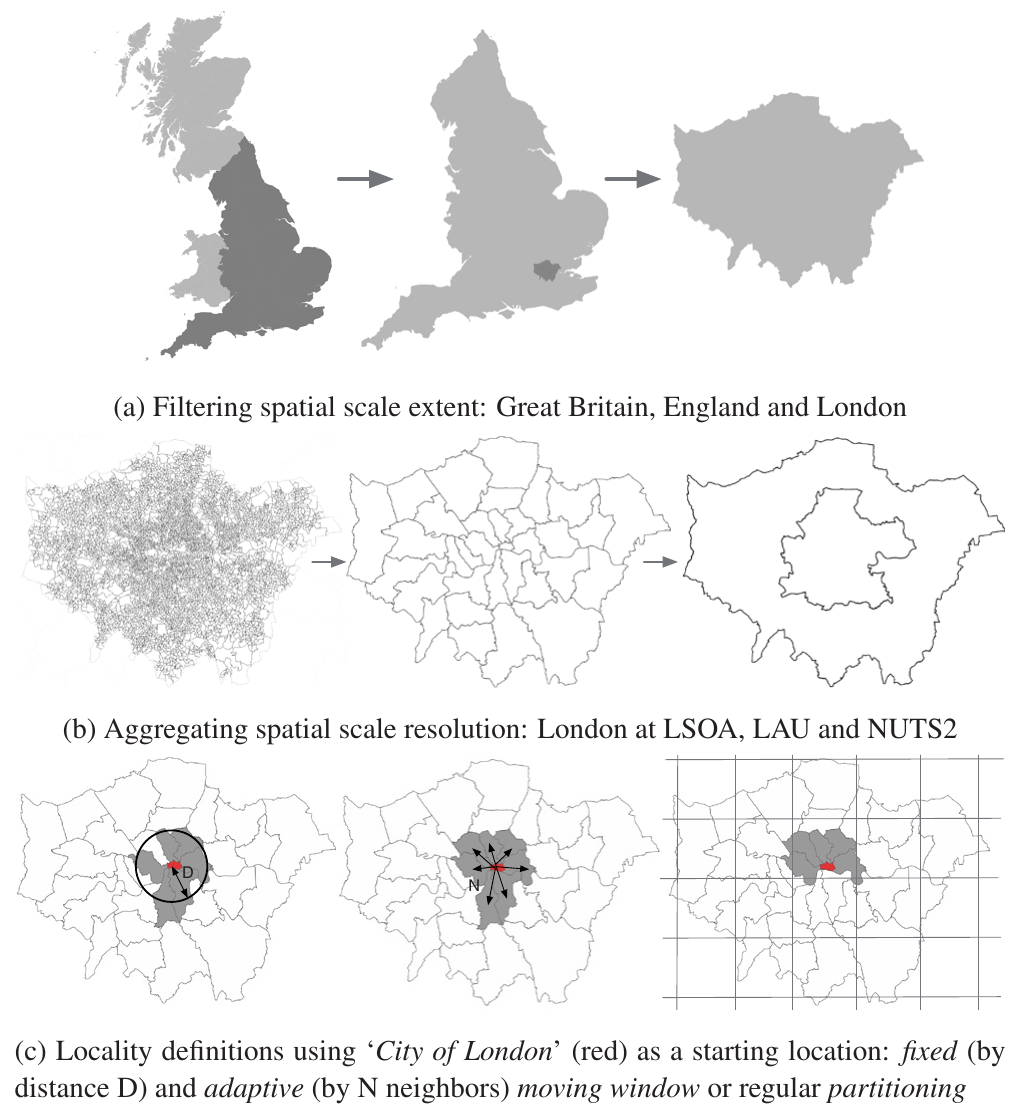 (a) Filtering spatial scale extent: Great Britain, England and London
(b) Aggregating spatial scale resolution: London at LSOA, LAU and NUTS2
D
N
(c) Locality definitions using ‘City of London’ (red) as a starting location: fixed (by
distance D) and adaptive (by N neighbors) moving window or regular partitioning